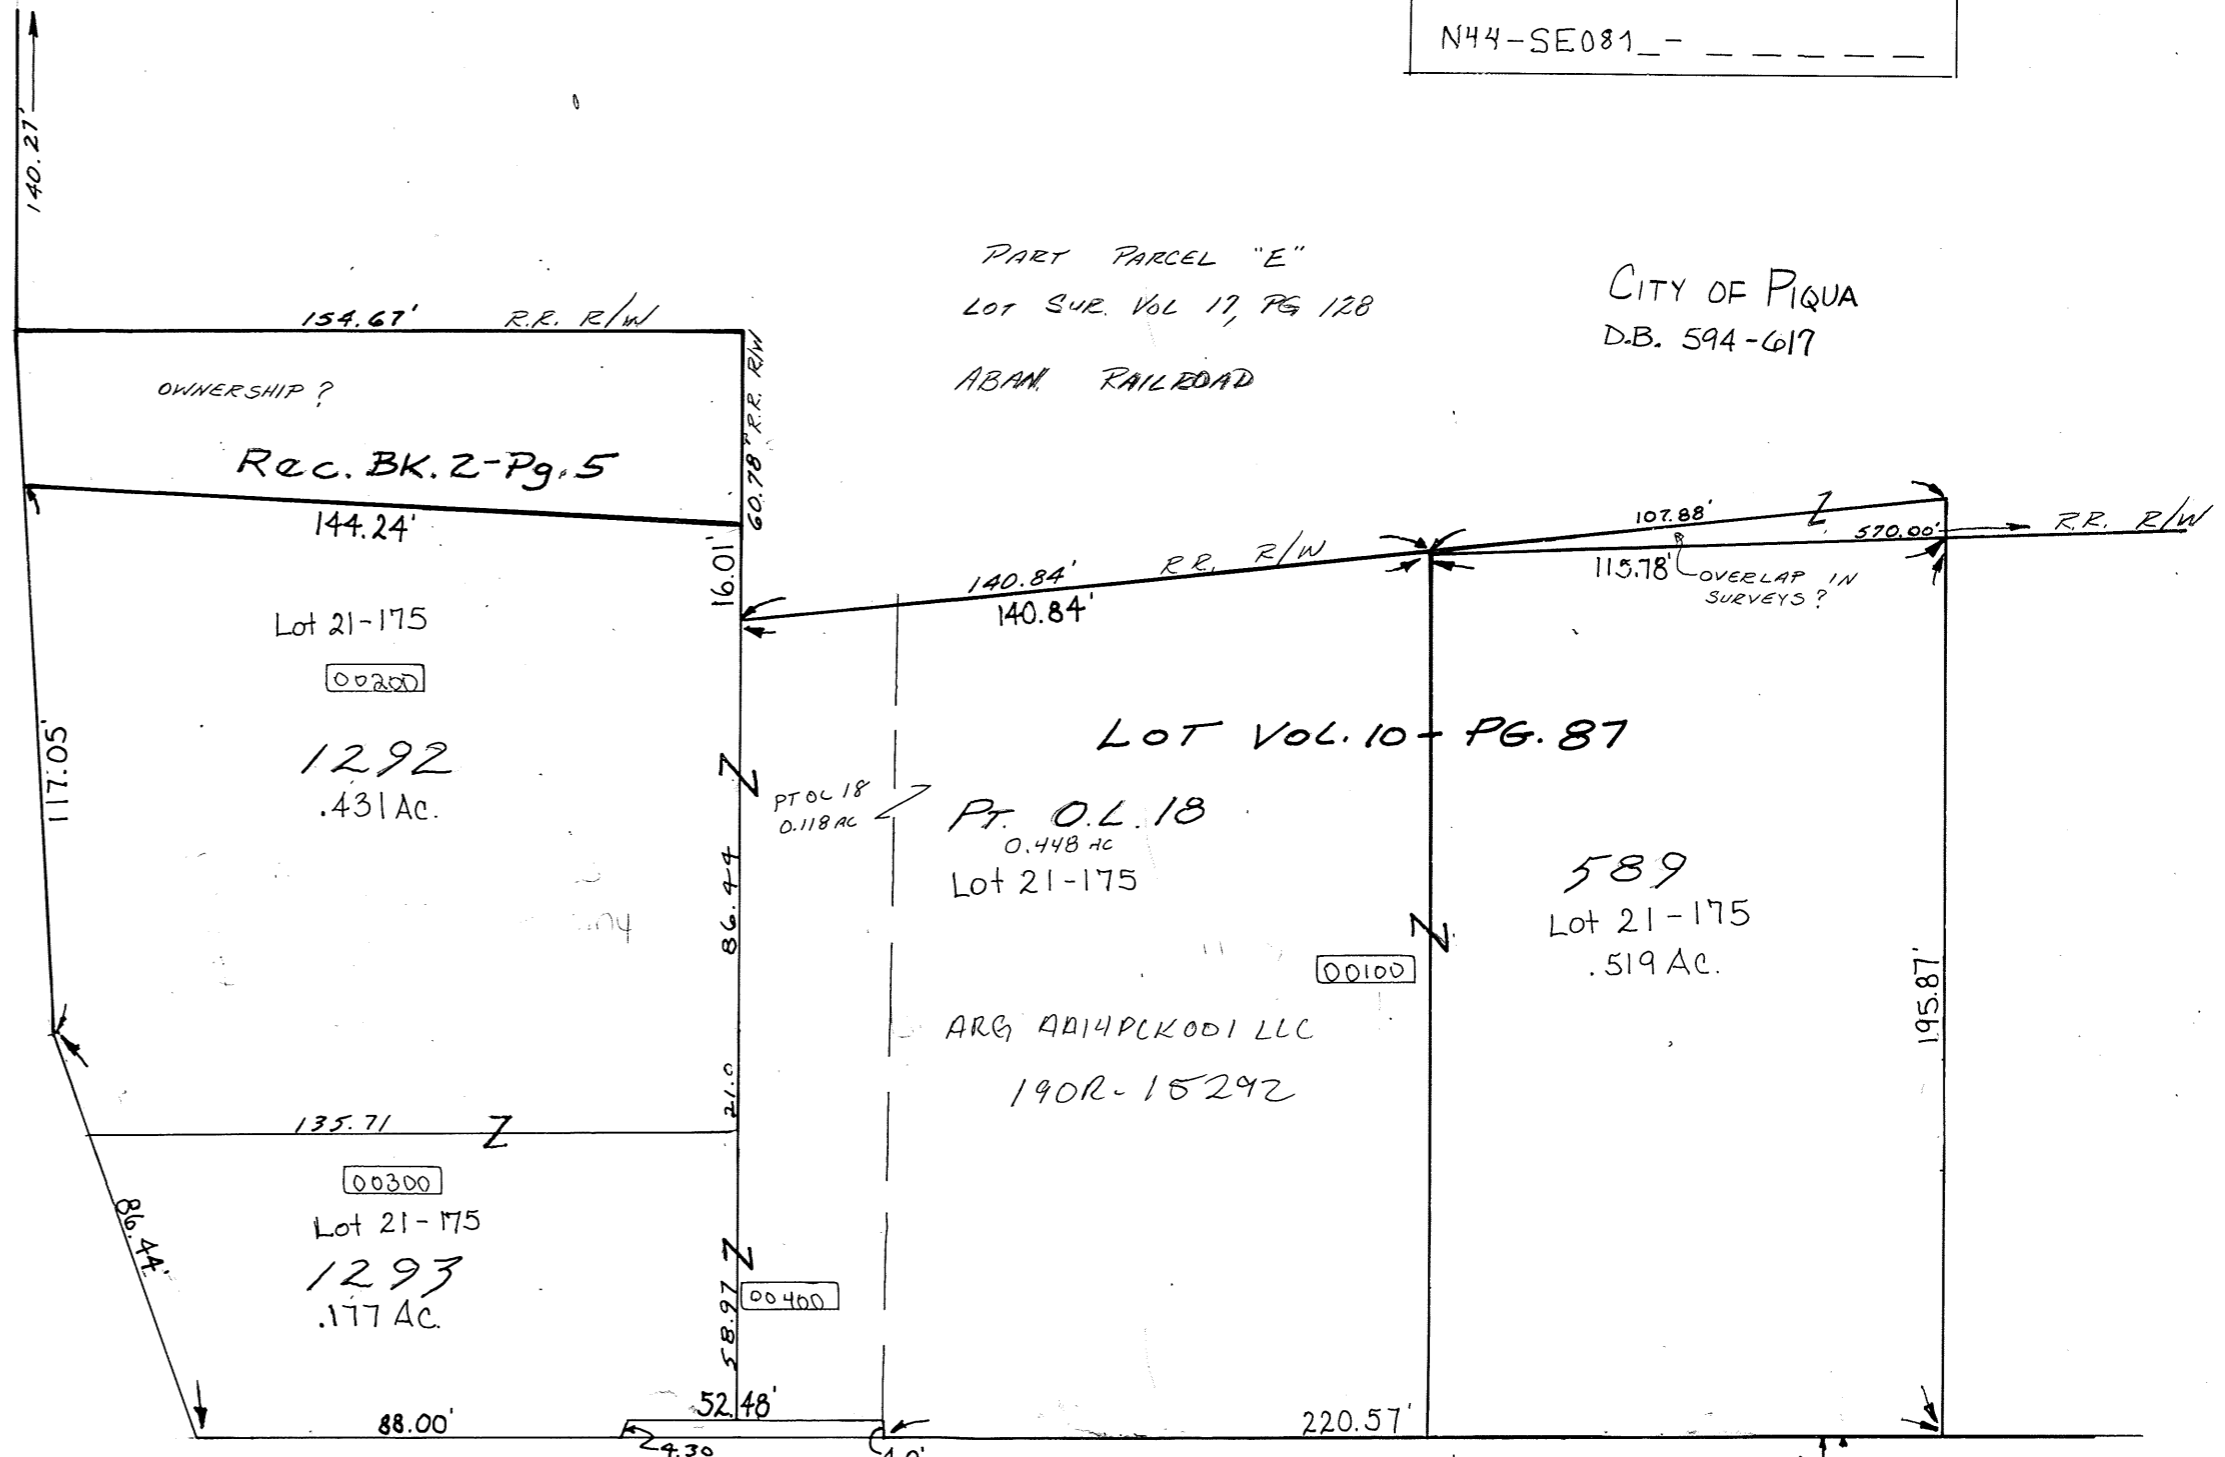 N44-SE081_- _ _ _ _ _
140.27'
154.67' R.R. R/W
60.78' R.R. R/W
OWNERSHIP ?
Rec. BK. 2-Pg. 5
144.24'
16.01'
PART PARCEL "E"
LOT SUR. VOL 17, PG 128
ABAN. RAILROAD
CITY OF PIQUA
D.B. 594-617
140.84' R.R. R/W
140.84'
107.88' Z
570.00' R.R. R/W
115.78'
OVERLAP IN
SURVEYS ?
Lot 21-175
00200
1292
.431 Ac.
117.05'
Z
86.44
21.0
PT OL 18
0.118 AC
Z
LOT VOL. 10 - PG. 87
PT. O.L. 18
0.448 AC
Lot 21-175
00100
Z
ARG AA14PCK001 LLC
190R-15292
589
Lot 21-175
.519 AC.
195.87'
135.71 Z
00300
Lot 21-175
1293
.177 AC.
86.44'
Z
58.97
00400
88.00'
52.48'
4.30
220.57'